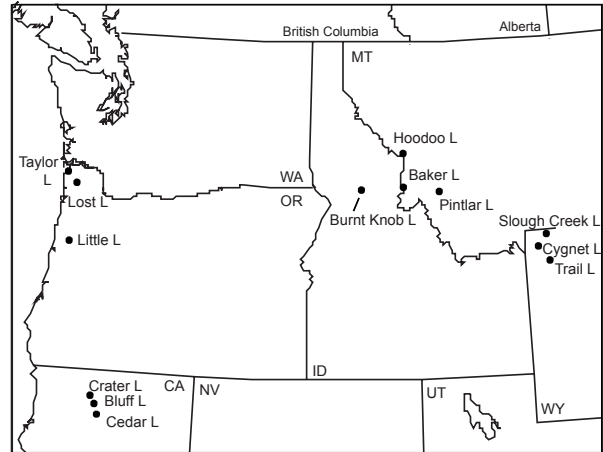 British Columbia
Alberta
MT
Hoodoo L
Taylor
L
WA
Baker L
Lost L
OR
Pintlar L
Burnt Knob L
Slough Creek L
Little L
Cygnet L
Trail L
ID
CA
NV
UT
Crater L
Bluff L
WY
Cedar L